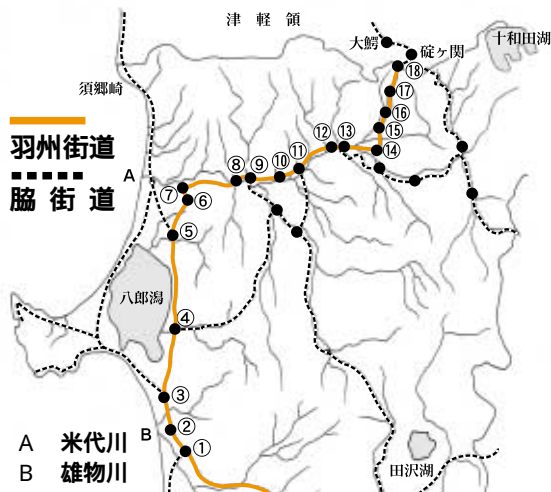 津軽領
大鰐
碇ヶ関
十和田湖
須郷崎
羽州街道
脇街道
八郎潟
田沢湖
A
B
①
②
③
④
⑤
⑥
⑦
⑧
⑨
⑩
⑪
⑫
⑬
⑭
⑮
⑯
⑰
⑱
A 米代川
B 雄物川